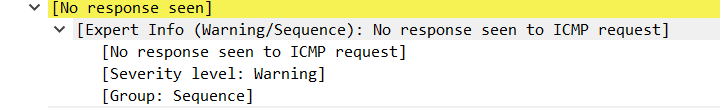 [No response seen]
[Expert Info (Warning/Sequence): No response seen to ICMP request]
[No response seen to ICMP request]
[Severity level: Warning]
[Group: Sequence]